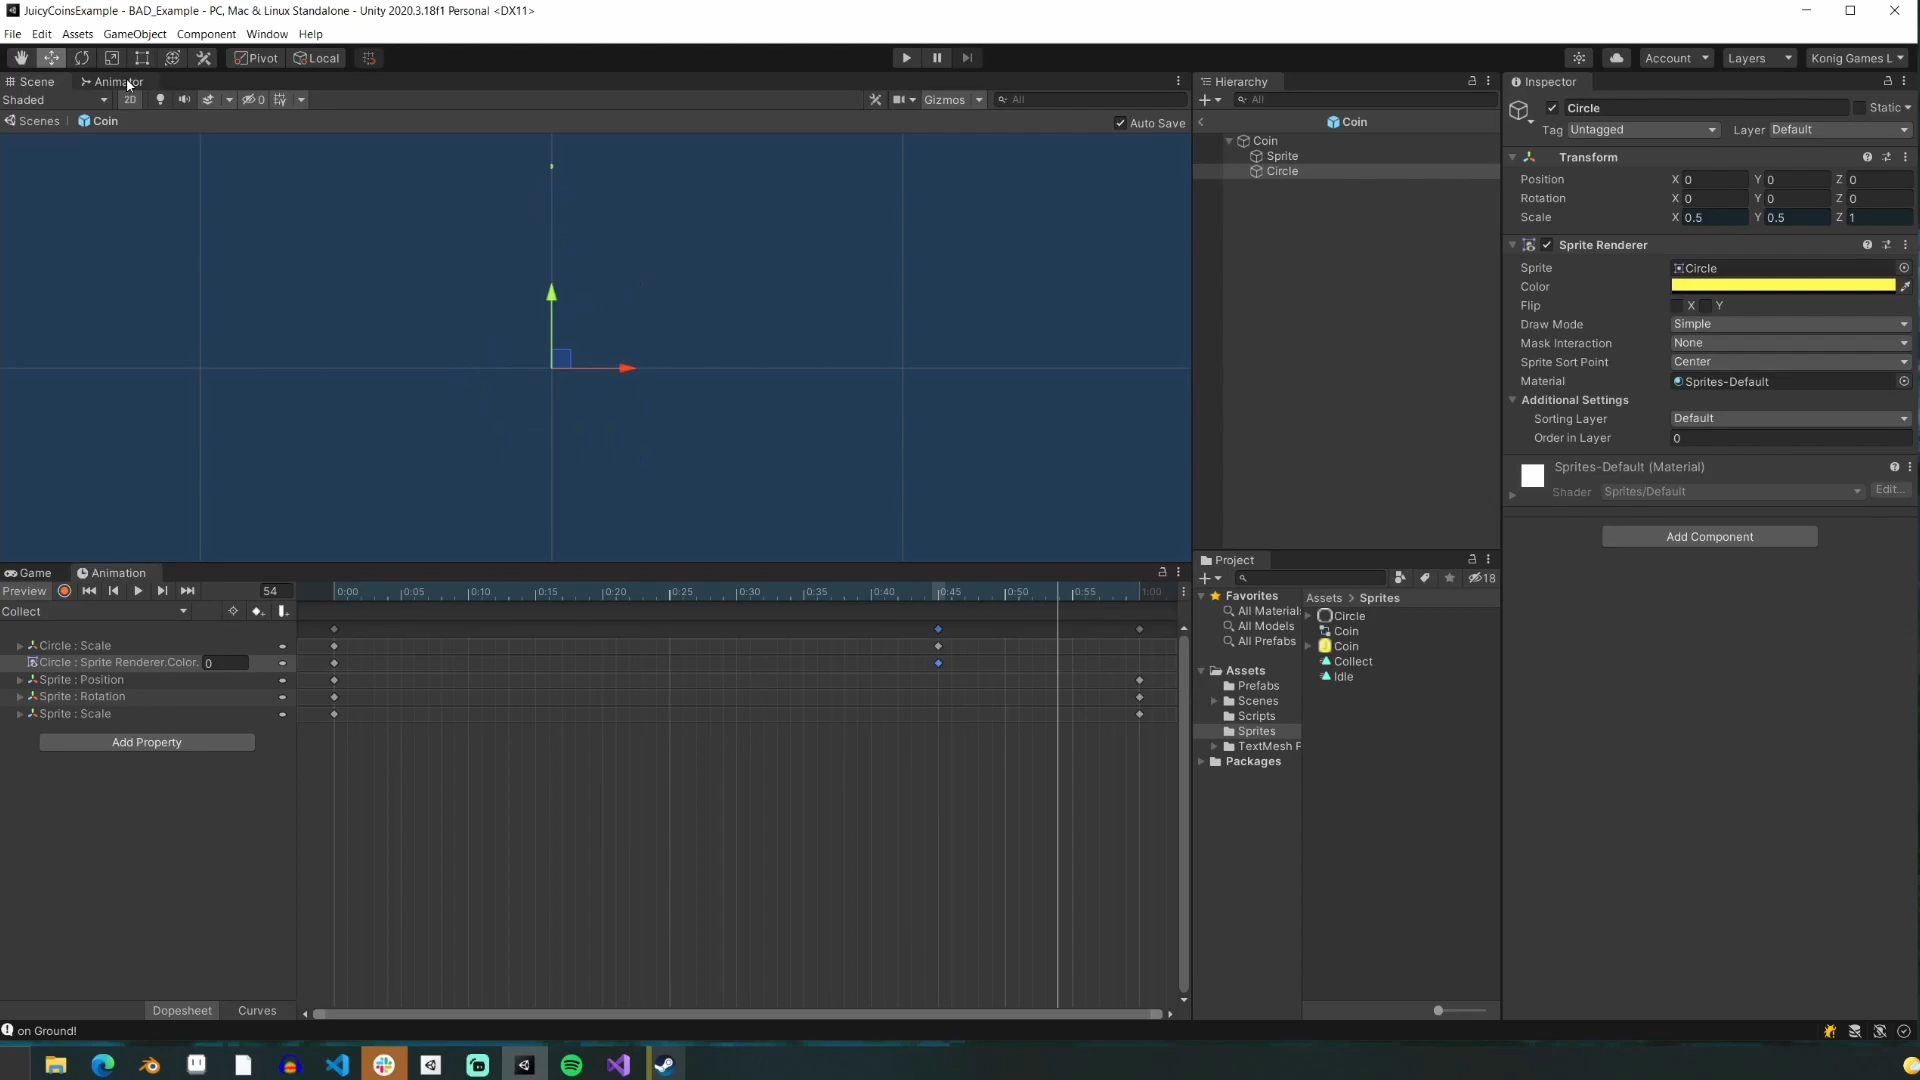 JuicyCoinsExample - BAD_Example - PC, Mac & Linux Standalone - Unity 2020.3.18f1 Personal <DX11>
File Edit Assets GameObject Component Window Help
Pivot Local Account Layers Konig Games L
Scene Animator Hierarchy Inspector
Shaded 2D 0 Gizmos All All
Circle Static
Scenes Coin Auto Save Coin
Tag Untagged Layer Default
Coin
Sprite
Circle
Transform
Position X 0 Y 0 Z 0
Rotation X 0 Y 0 Z 0
Scale X 0.5 Y 0.5 Z 1
Sprite Renderer
Sprite Circle
Color
Flip X Y
Draw Mode Simple
Mask Interaction None
Sprite Sort Point Center
Material Sprites-Default
Additional Settings
Sorting Layer Default
Order in Layer 0
Sprites-Default (Material)
Shader Sprites/Default Edit...
Add Component
Game Animation
Preview 54 0:00 0:05 0:10 0:15 0:20 0:25 0:30 0:35 0:40 0:45 0:50 0:55 1:00
Collect
Circle : Scale
Circle : Sprite Renderer.Color. 0
Sprite : Position
Sprite : Rotation
Sprite : Scale
Add Property
Dopesheet Curves
Project
18
Favorites
All Materials
All Models
All Prefabs
Assets
Prefabs
Scenes
Scripts
Sprites
TextMesh P
Packages
Assets > Sprites
Circle
Coin
Coin
Collect
Idle
on Ground!